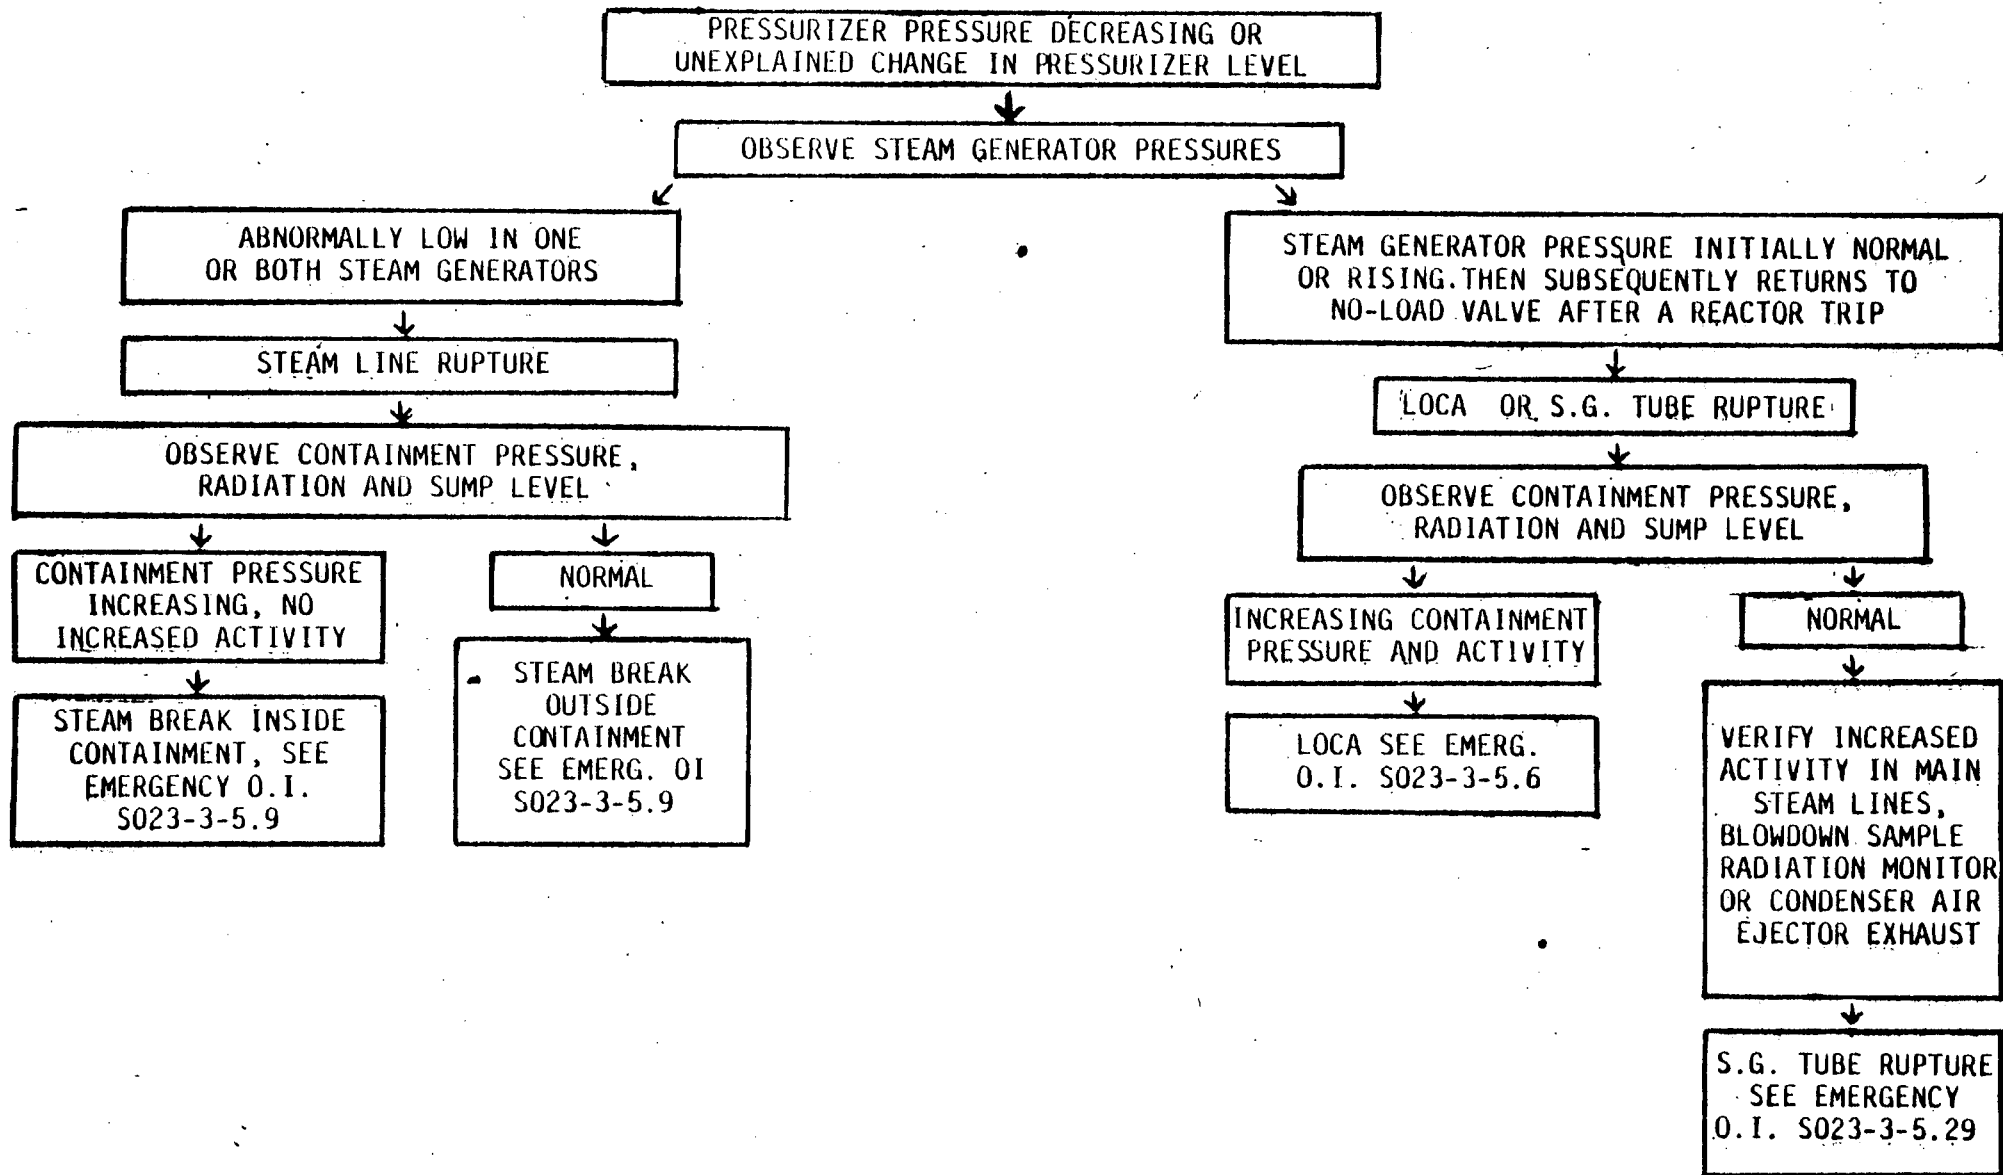 PRESSURIZER PRESSURE DECREASING OR
UNEXPLAINED CHANGE IN PRESSURIZER LEVEL
OBSERVE STEAM GENERATOR PRESSURES
ABNORMALLY LOW IN ONE
OR BOTH STEAM GENERATORS
STEAM LINE RUPTURE
OBSERVE CONTAINMENT PRESSURE,
RADIATION AND SUMP LEVEL
CONTAINMENT PRESSURE
INCREASING, NO
INCREASED ACTIVITY
STEAM BREAK INSIDE
CONTAINMENT, SEE
EMERGENCY O.I.
S023-3-5.9
NORMAL
STEAM BREAK
OUTSIDE
CONTAINMENT
SEE EMERG. OI
S023-3-5.9
STEAM GENERATOR PRESSURE INITIALLY NORMAL
OR RISING.THEN SUBSEQUENTLY RETURNS TO
NO-LOAD VALVE AFTER A REACTOR TRIP
LOCA OR S.G. TUBE RUPTURE
OBSERVE CONTAINMENT PRESSURE,
RADIATION AND SUMP LEVEL
INCREASING CONTAINMENT
PRESSURE AND ACTIVITY
LOCA SEE EMERG.
O.I. S023-3-5.6
NORMAL
VERIFY INCREASED
ACTIVITY IN MAIN
STEAM LINES,
BLOWDOWN SAMPLE
RADIATION MONITOR
OR CONDENSER AIR
EJECTOR EXHAUST
S.G. TUBE RUPTURE
SEE EMERGENCY
O.I. S023-3-5.29